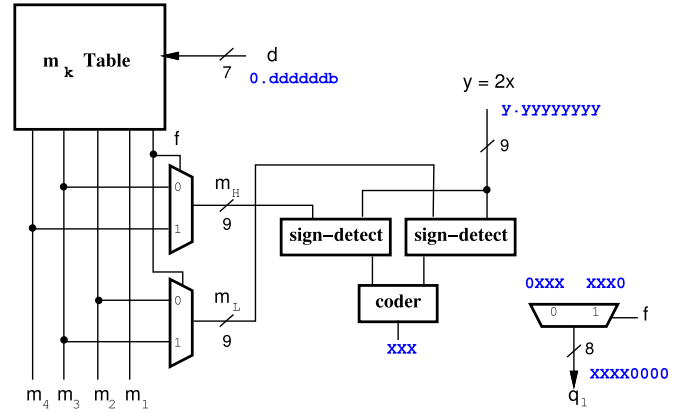 m k Table
d
7
0.ddddddb
y = 2x
y.yyyyyyyy
9
f
0
m H
1
9
sign−detect
sign−detect
0
m L
1
9
coder
xxx
0xxx xxx0
0 1
f
8
xxxx0000
q 1
m 4 m 3 m 2 m 1